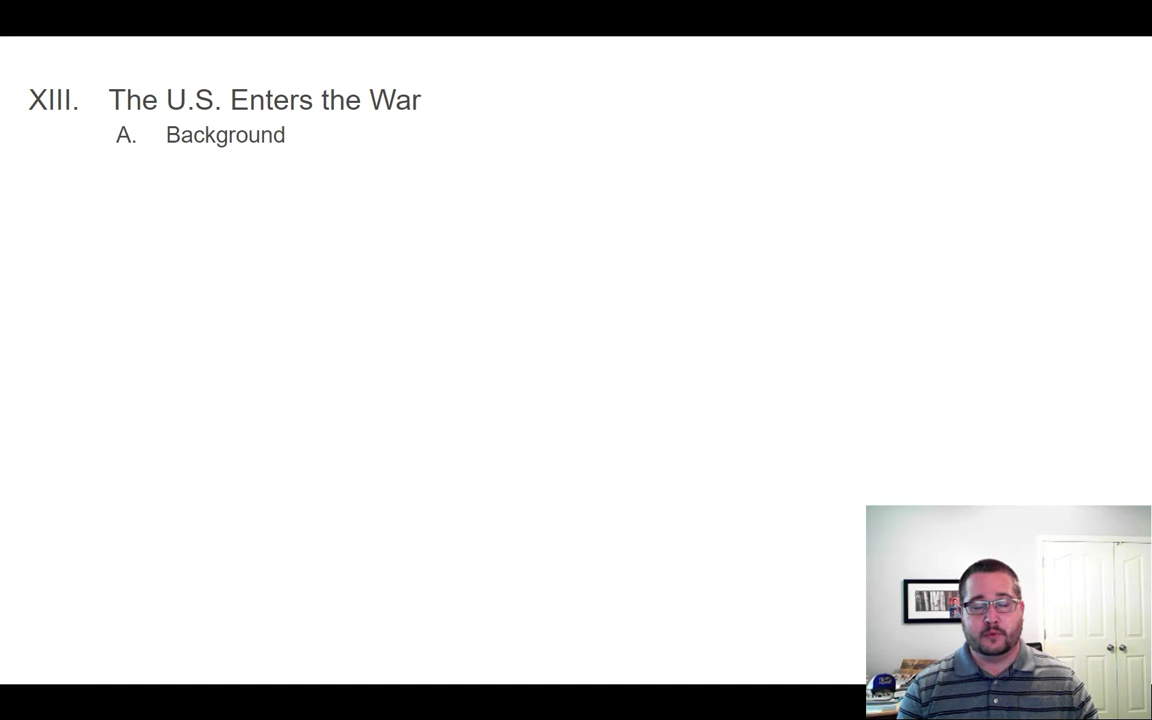 XIII. The U.S. Enters the War
A. Background